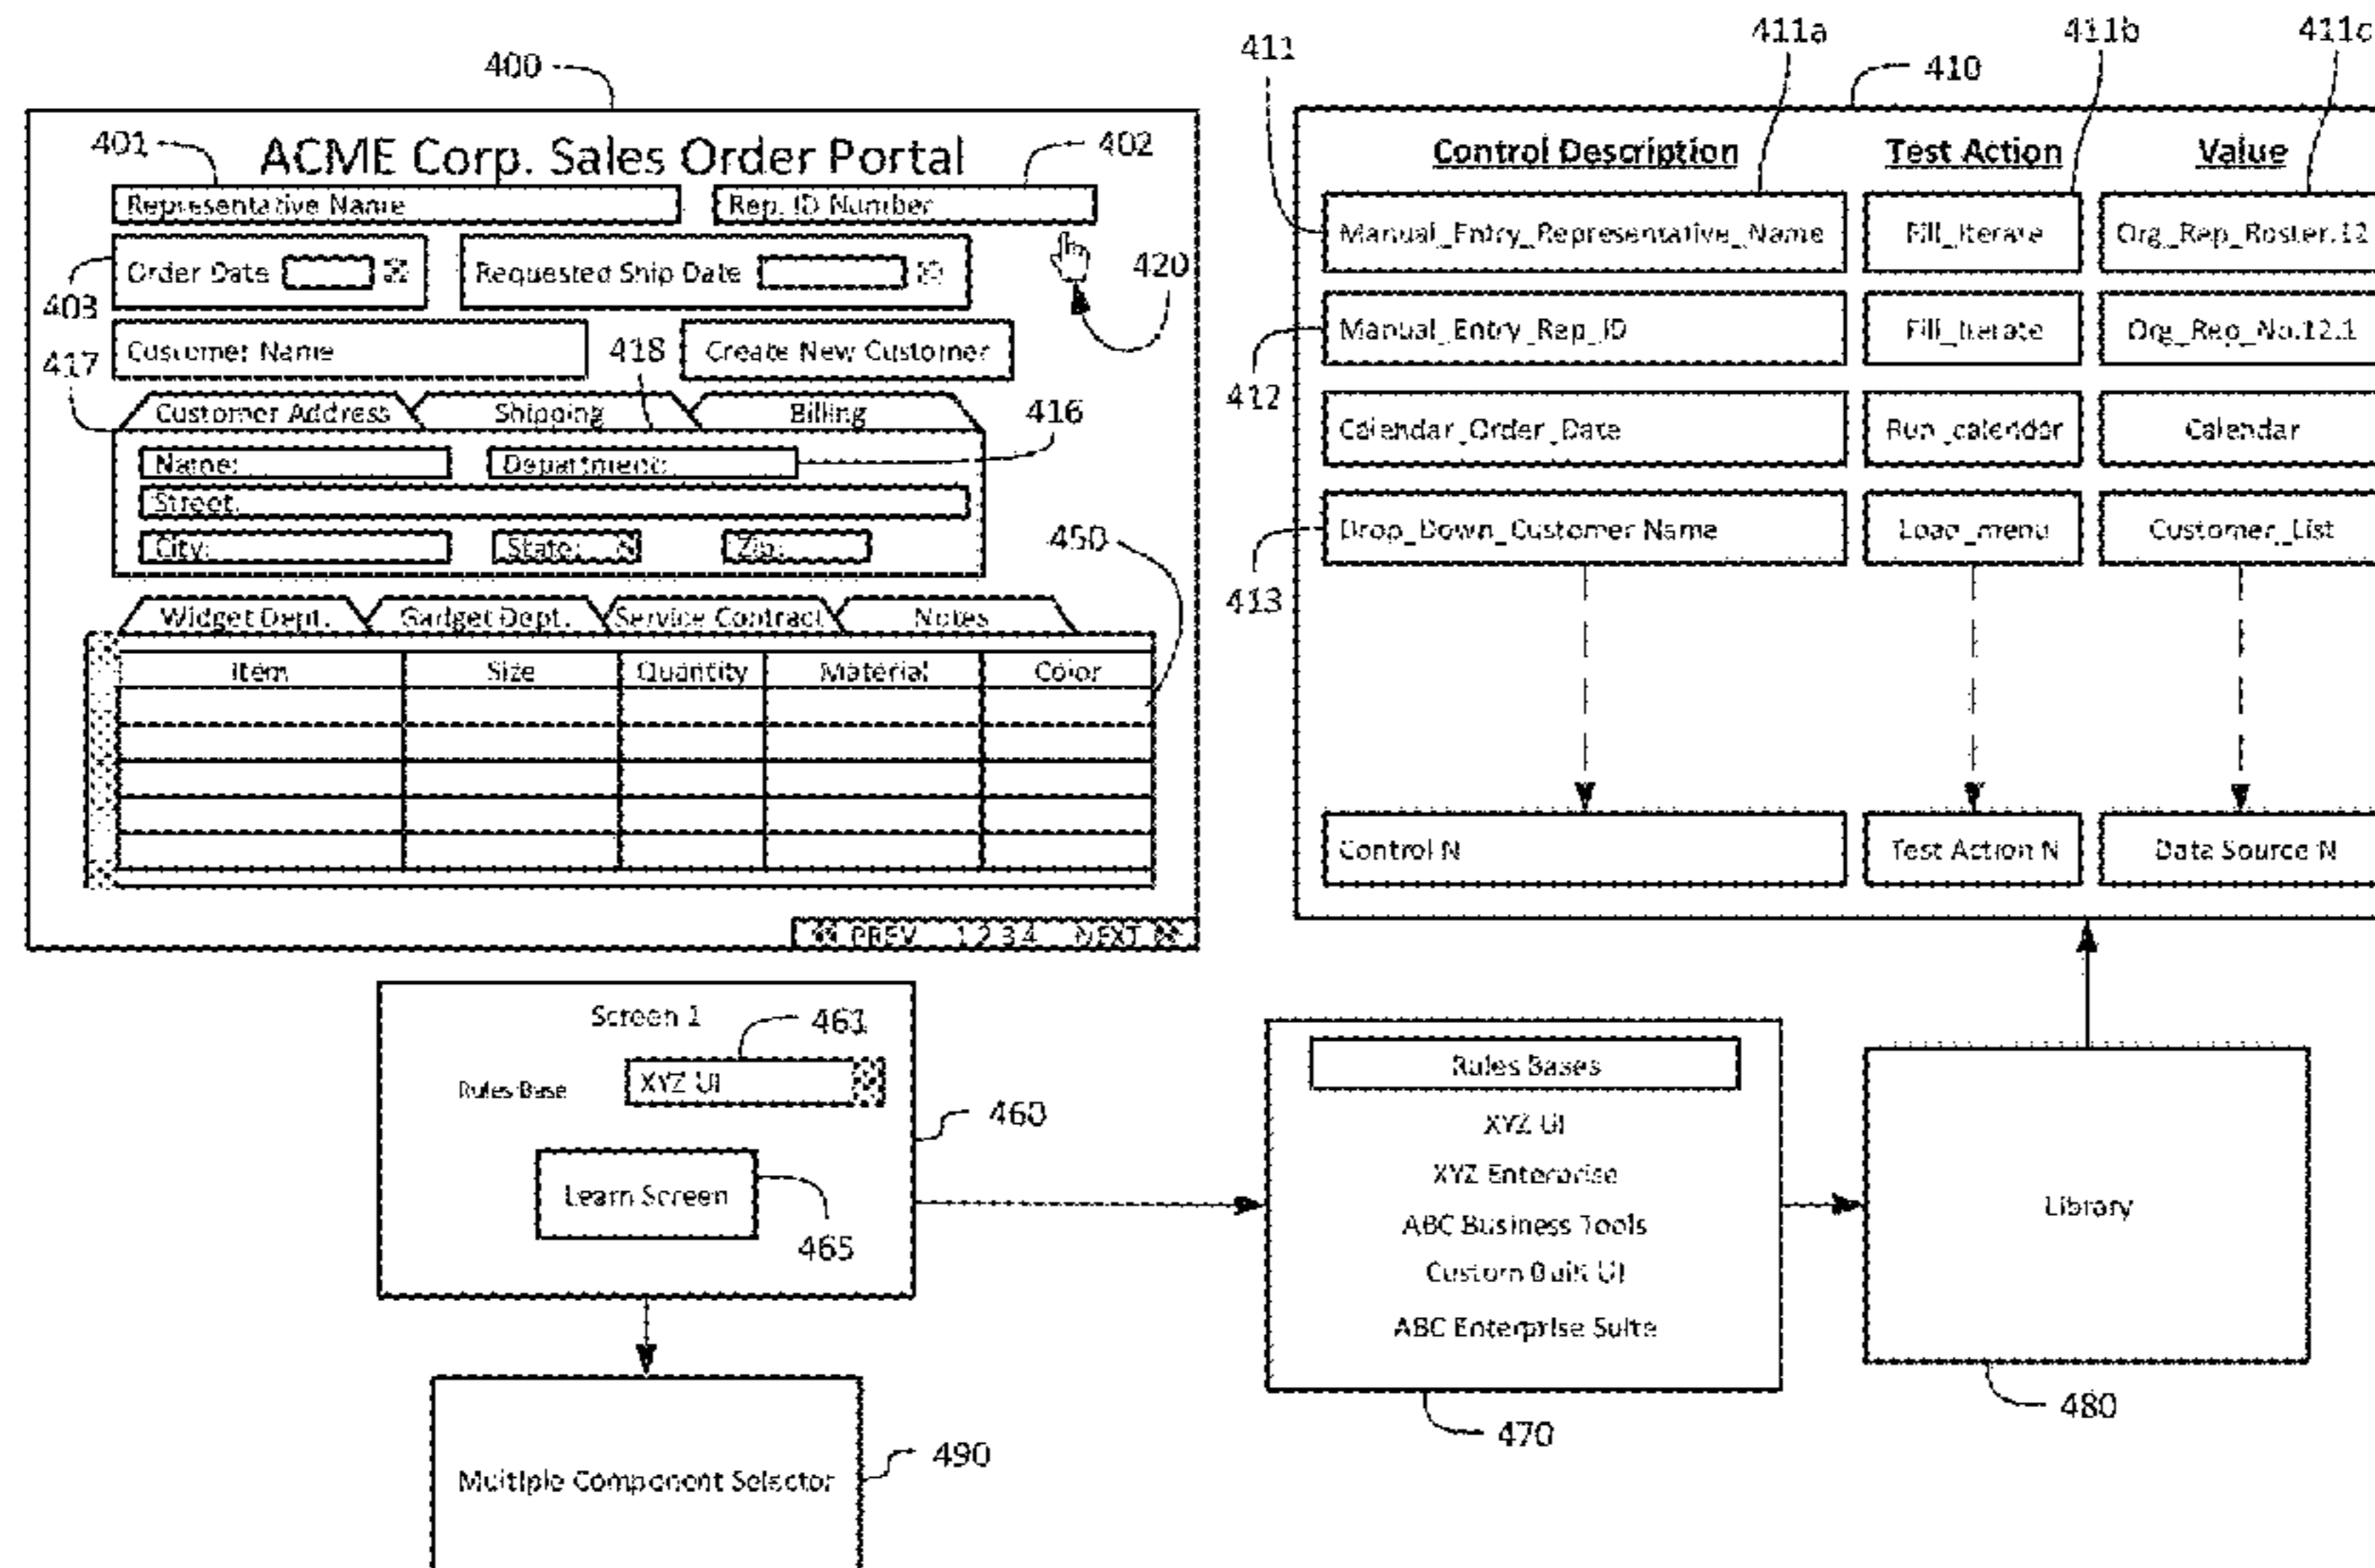 400
ACME Corp. Sales Order Portal
401
402
Representative Name
Rep. ID Number
Order Date
Requested Ship Date
420
403
Customer Name
Create New Customer
417
418
Customer Address
Shipping
Billing
416
Name:
Department:
Street:
City:
State:
Zip:
450
Widget Dept.
Gadget Dept.
Service Contract
Notes
Item
Size
Quantity
Material
Color
PREV 1 2 3 4 NEXT
411
411a
411b
411c
410
Control Description
Test Action
Value
Manual_Entry_Representative_Name
Fill_Iterate
Org_Rep_Roster.12
Manual_Entry_Rep_ID
Fill_Iterate
Org_Rep_No.12.1
412
Calendar_Order_Date
Run_calendar
Calendar
Drop_Down_Customer Name
Load_menu
Customer_List
413
Control N
Test Action N
Data Source N
Screen 1
461
Rules Base
XYZ UI
460
Learn Screen
465
Rules Bases
XYZ UI
XYZ Enterprise
ABC Business Tools
Custom Built UI
ABC Enterprise Suite
470
Library
480
Multiple Component Selector
490